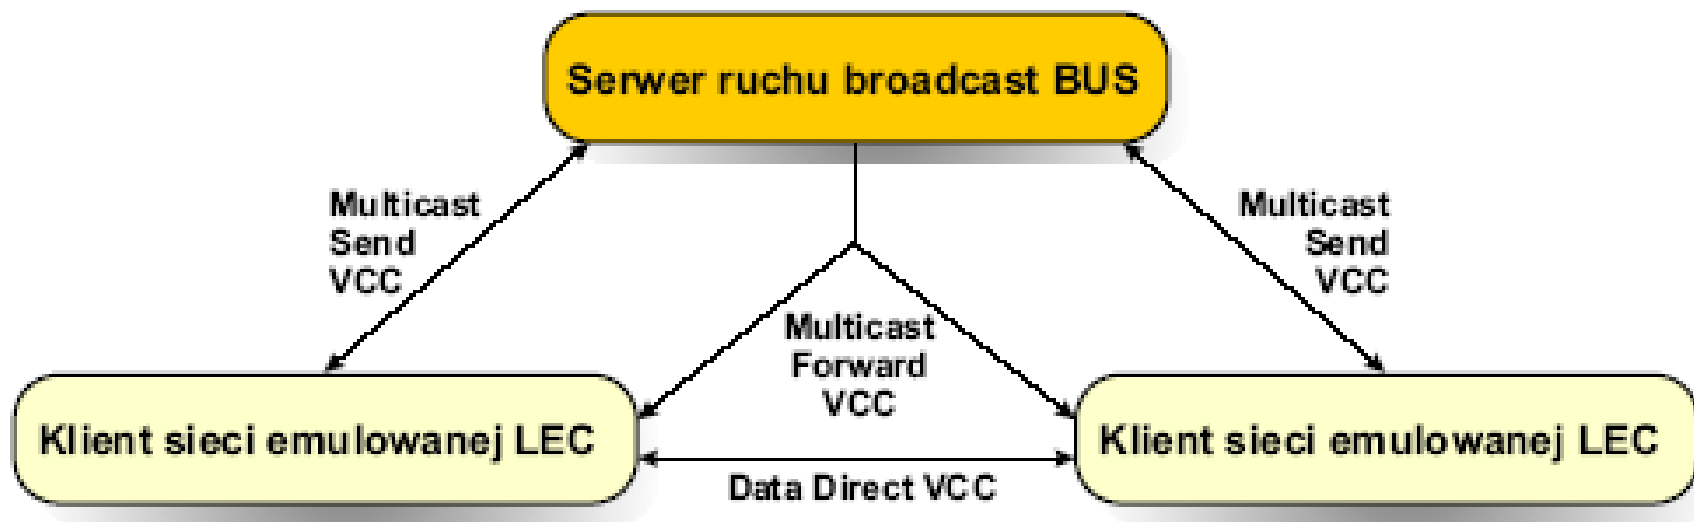 Serwer ruchu broadcast BUS
Multicast
Send
VCC
Multicast
Send
VCC
Multicast
Forward
VCC
Klient sieci emulowanej LEC
Klient sieci emulowanej LEC
Data Direct VCC